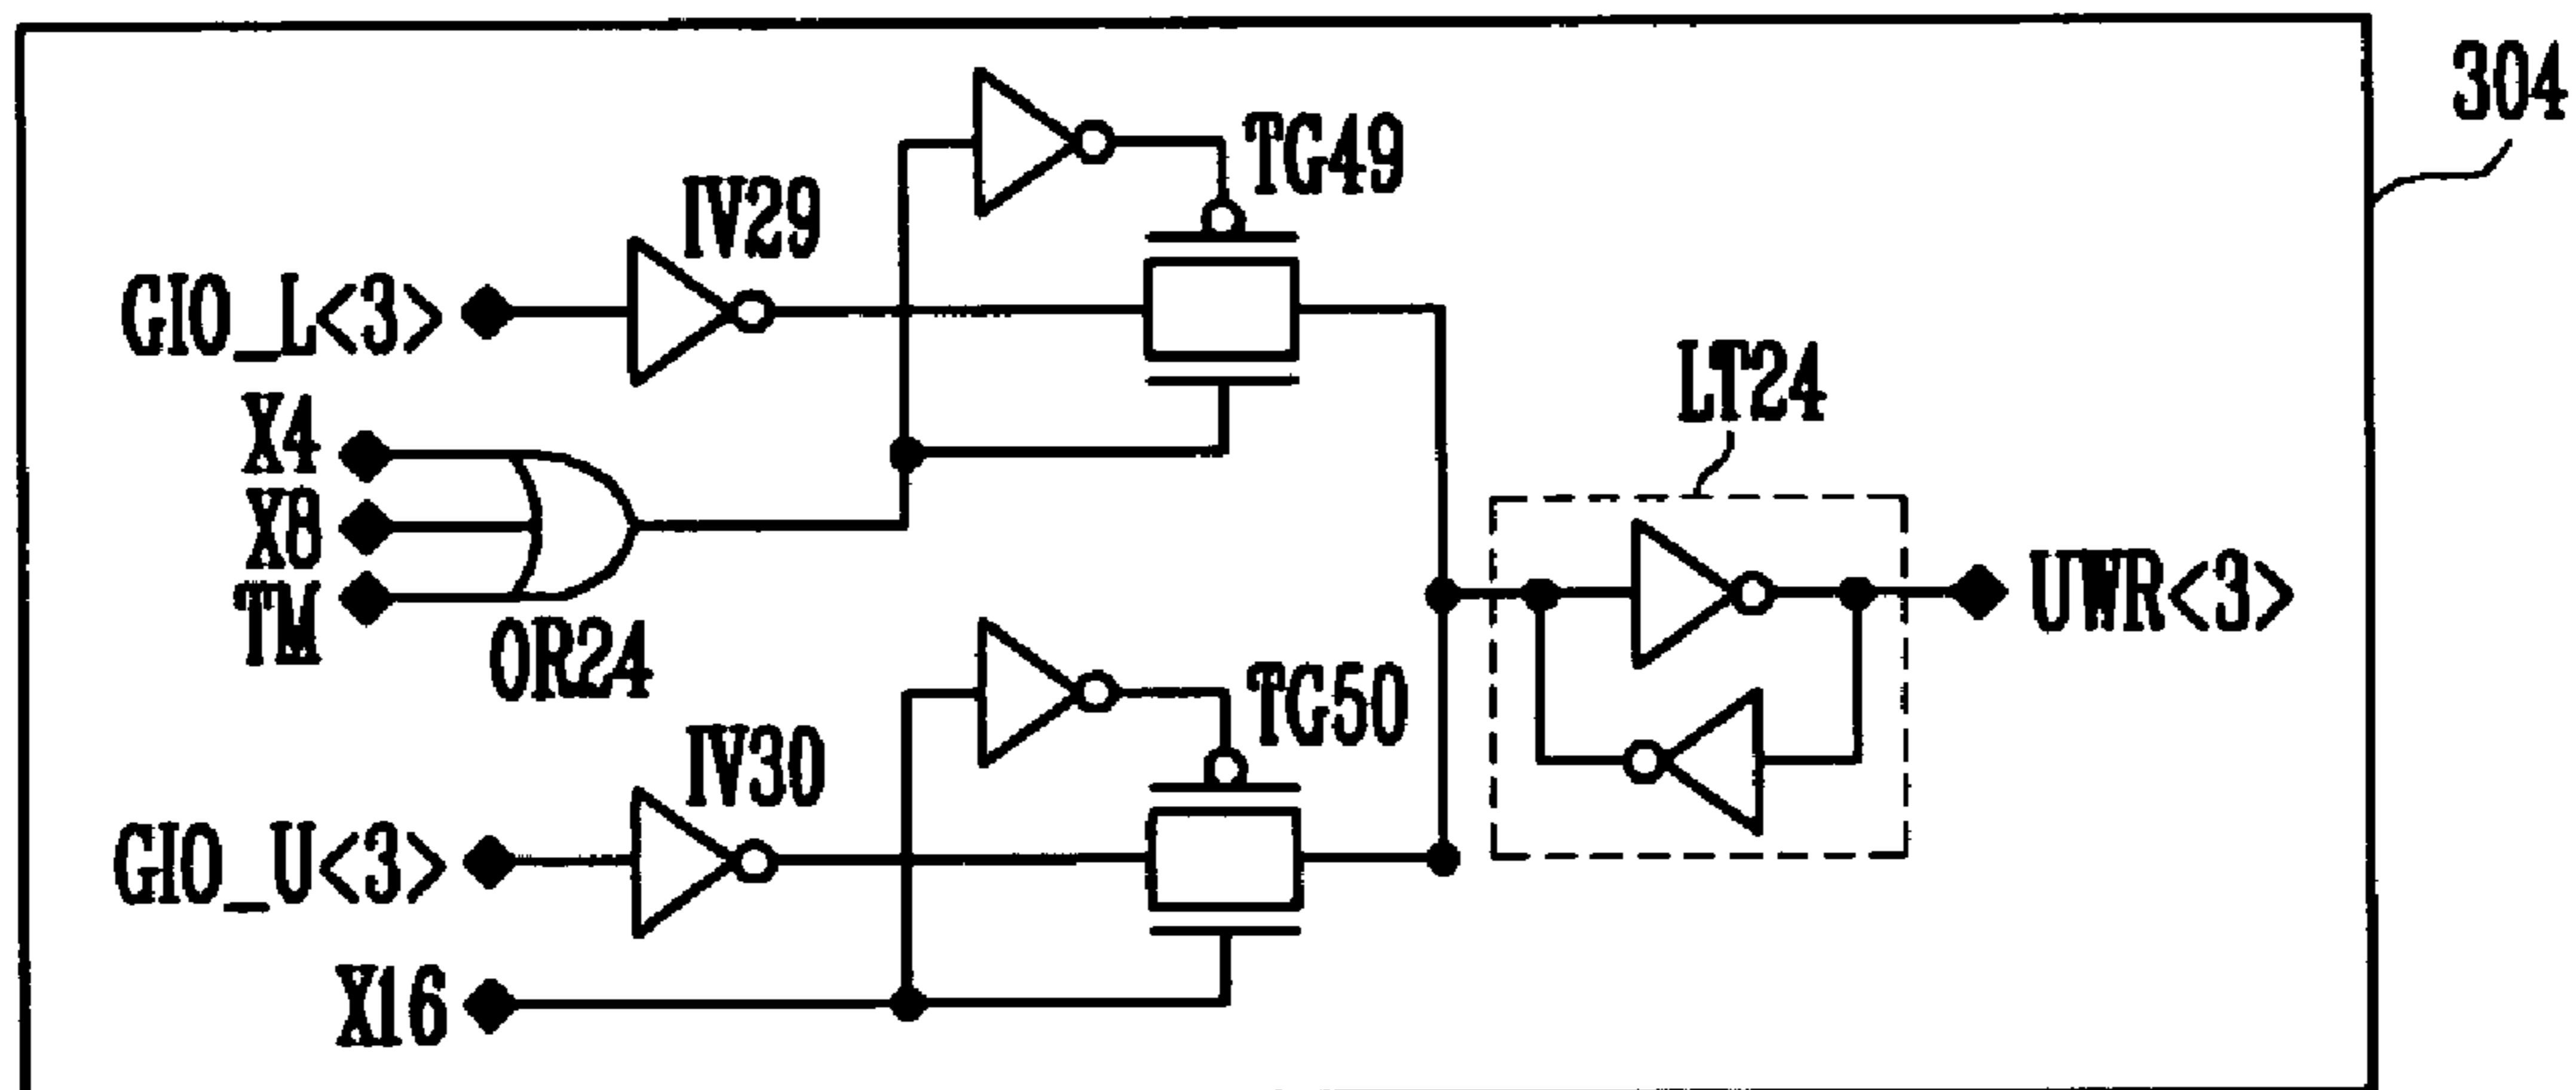 304
TG49
IV29
GIO_L<3>
X4
X8
TM
OR24
LT24
UWR<3>
TG50
IV30
GIO_U<3>
X16